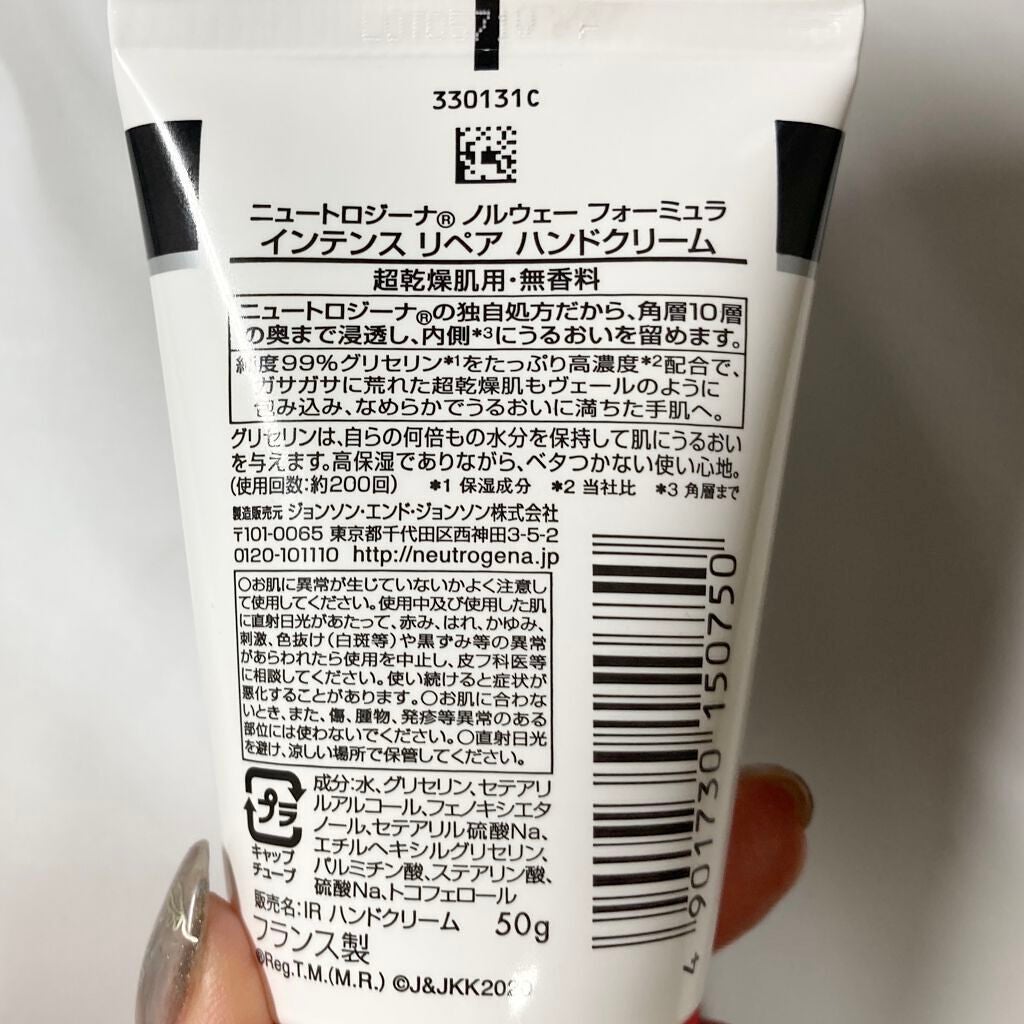 330131C
ニュートロジーナ® ノルウェー フォーミュラ
インテンス リペア ハンドクリーム
超乾燥肌用・無香料
ニュートロジーナ®の独自処方だから、角層10層
の奥まで浸透し、内側*3にうるおいを留めます。
純度99%グリセリン*1をたっぷり高濃度*2配合で、
ガサガサに荒れた超乾燥肌もヴェールのように
包み込み、なめらかでうるおいに満ちた手肌へ。
グリセリンは、自らの何倍もの水分を保持して肌にうるおい
を与えます。高保湿でありながら、ベタつかない使い心地。
(使用回数:約200回) *1 保湿成分 *2 当社比 *3 角層まで
製造販売元 ジョンソン・エンド・ジョンソン株式会社
〒101-0065 東京都千代田区西神田3-5-2
0120-101110 http://neutrogena.jp
○お肌に異常が生じていないかよく注意し
て使用してください。使用中及び使用した肌
に直射日光があたって、赤み、はれ、かゆみ、
刺激、色抜け(白斑等)や黒ずみ等の異常
があらわれたら使用を中止し、皮フ科医等
に相談してください。使い続けると症状が
悪化することがあります。○お肌に合わな
いとき、また、傷、腫物、発疹等異常のある
部位には使わないでください。○直射日光
を避け、涼しい場所で保管してください。
プラ
キャップ
チューブ
成分:水、グリセリン、セテアリ
ルアルコール、フェノキシエタ
ノール、セテアリル硫酸Na、
エチルヘキシルグリセリン、
パルミチン酸、ステアリン酸、
硫酸Na、トコフェロール
販売名:IR ハンドクリーム 50g
フランス製
®Reg.T.M.(M.R.) ©J&JKK2020
4 901730 150750